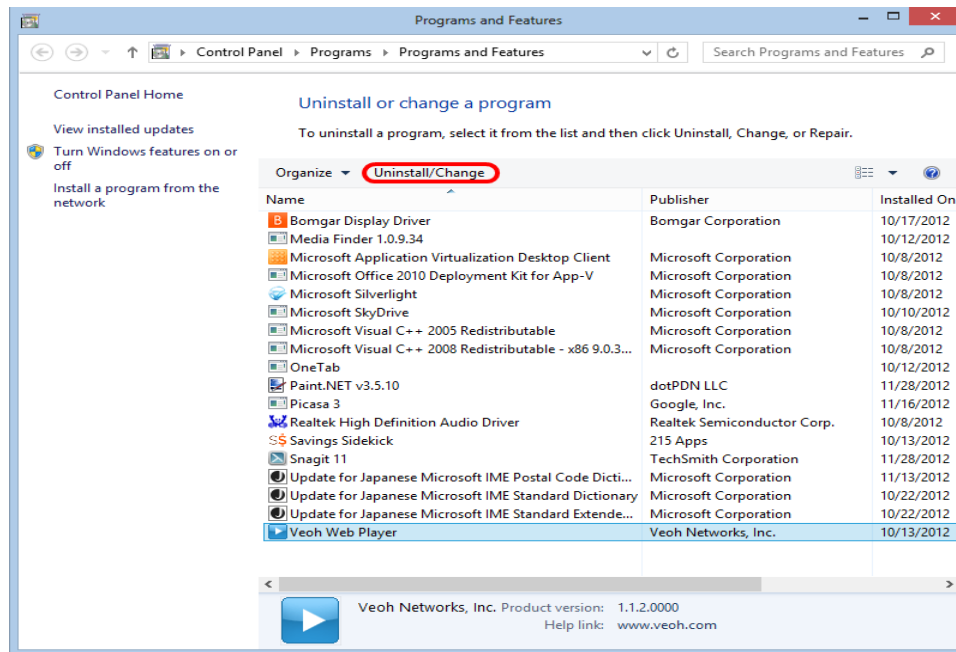 Programs and Features
Control Panel Programs Programs and Features Search Programs and Features
Control Panel Home
View installed updates
Turn Windows features on or
off
Install a program from the
network
Uninstall or change a program
To uninstall a program, select it from the list and then click Uninstall, Change, or Repair.
Organize Uninstall/Change
Name Publisher Installed On
Bomgar Display Driver Bomgar Corporation 10/17/2012
Media Finder 1.0.9.34 10/12/2012
Microsoft Application Virtualization Desktop Client Microsoft Corporation 10/8/2012
Microsoft Office 2010 Deployment Kit for App-V Microsoft Corporation 10/8/2012
Microsoft Silverlight Microsoft Corporation 10/8/2012
Microsoft SkyDrive Microsoft Corporation 10/10/2012
Microsoft Visual C++ 2005 Redistributable Microsoft Corporation 10/8/2012
Microsoft Visual C++ 2008 Redistributable - x86 9.0.3... Microsoft Corporation 10/8/2012
OneTab 10/12/2012
Paint.NET v3.5.10 dotPDN LLC 11/28/2012
Picasa 3 Google, Inc. 11/16/2012
Realtek High Definition Audio Driver Realtek Semiconductor Corp. 10/8/2012
Savings Sidekick 215 Apps 10/13/2012
Snagit 11 TechSmith Corporation 11/28/2012
Update for Japanese Microsoft IME Postal Code Dicti... Microsoft Corporation 11/13/2012
Update for Japanese Microsoft IME Standard Dictionary Microsoft Corporation 10/22/2012
Update for Japanese Microsoft IME Standard Extende... Microsoft Corporation 10/22/2012
Veoh Web Player Veoh Networks, Inc. 10/13/2012
Veoh Networks, Inc. Product version: 1.1.2.0000
Help link: www.veoh.com